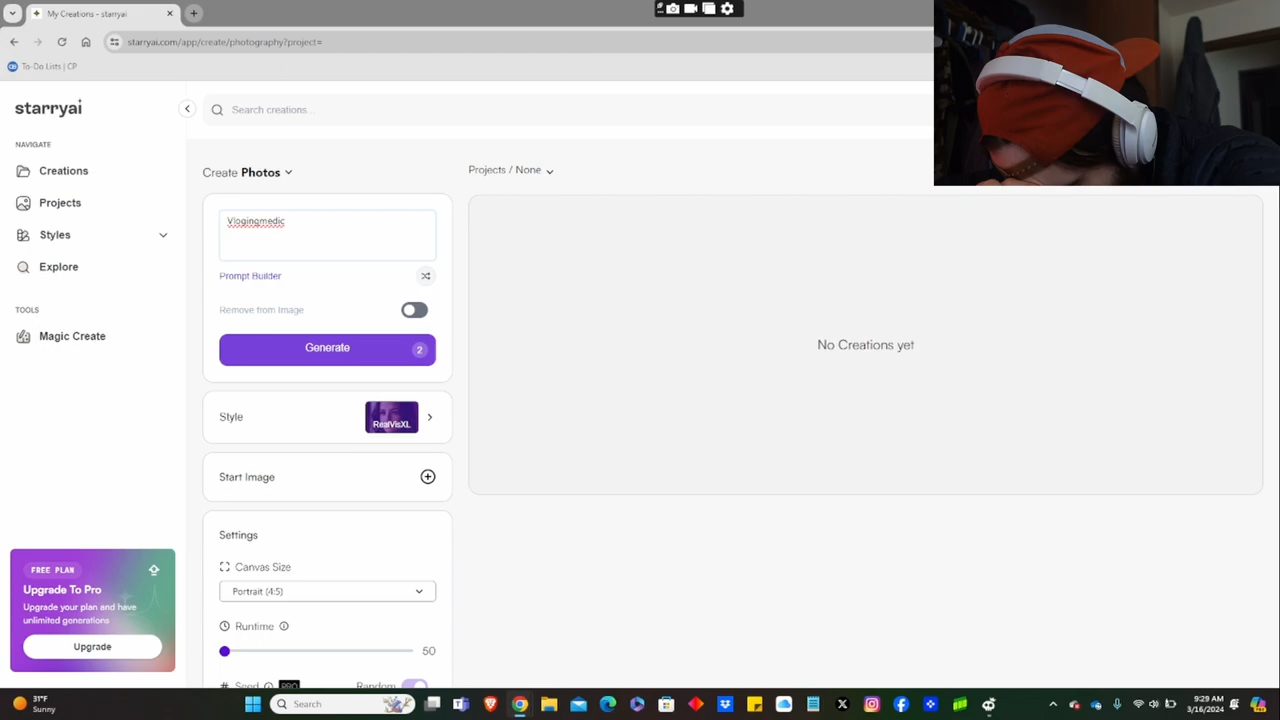 My Creations - starryai
starryai.com/app/create/photography?project=
To-Do Lists | CP
starryai
Search creations...
NAVIGATE
Creations
Projects
Styles
Explore
TOOLS
Magic Create
Create Photos
Projects / None
Vlogingmedic
Prompt Builder
Remove from Image
Generate 2
No Creations yet
Style RealVisXL
Start Image
Settings
Canvas Size
Portrait (4:5)
Runtime
50
# Seed PRO Random
FREE PLAN
Upgrade To Pro
Upgrade your plan and have
unlimited generations
Upgrade
31°F
Sunny
Search
9:29 AM
3/16/2024